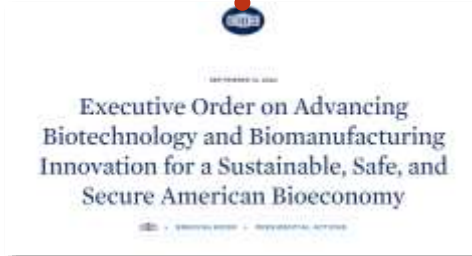 Executive Order on Advancing
Biotechnology and Biomanufacturing
Innovation for a Sustainable, Safe, and
Secure American Bioeconomy